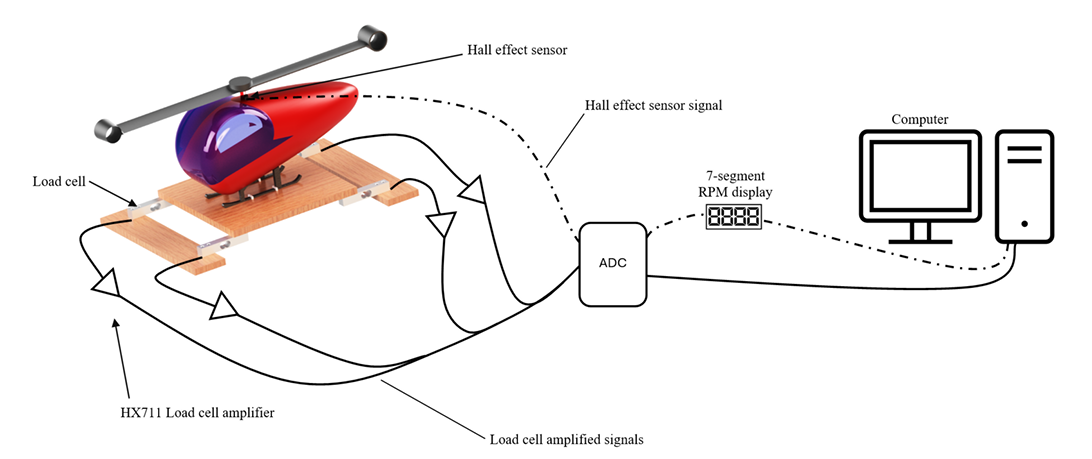 Hall effect sensor
Hall effect sensor signal
Computer
Load cell
7-segment
RPM display
8888
ADC
HX711 Load cell amplifier
Load cell amplified signals